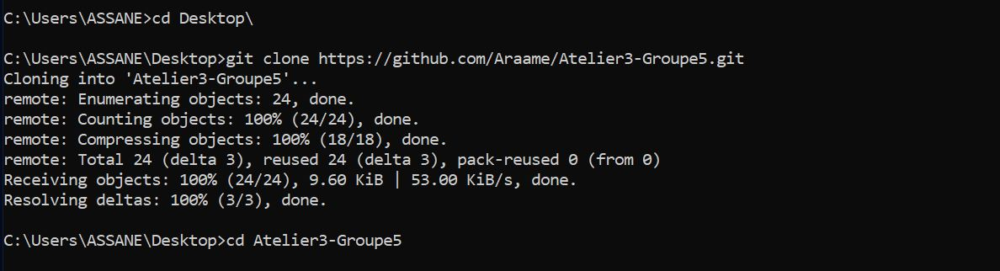 C:\Users\ASSANE>cd Desktop\
C:\Users\ASSANE\Desktop>git clone https://github.com/Araame/Atelier3-Groupe5.git
Cloning into 'Atelier3-Groupe5'...
remote: Enumerating objects: 24, done.
remote: Counting objects: 100% (24/24), done.
remote: Compressing objects: 100% (18/18), done.
remote: Total 24 (delta 3), reused 24 (delta 3), pack-reused 0 (from 0)
Receiving objects: 100% (24/24), 9.60 KiB | 53.00 KiB/s, done.
Resolving deltas: 100% (3/3), done.
C:\Users\ASSANE\Desktop>cd Atelier3-Groupe5